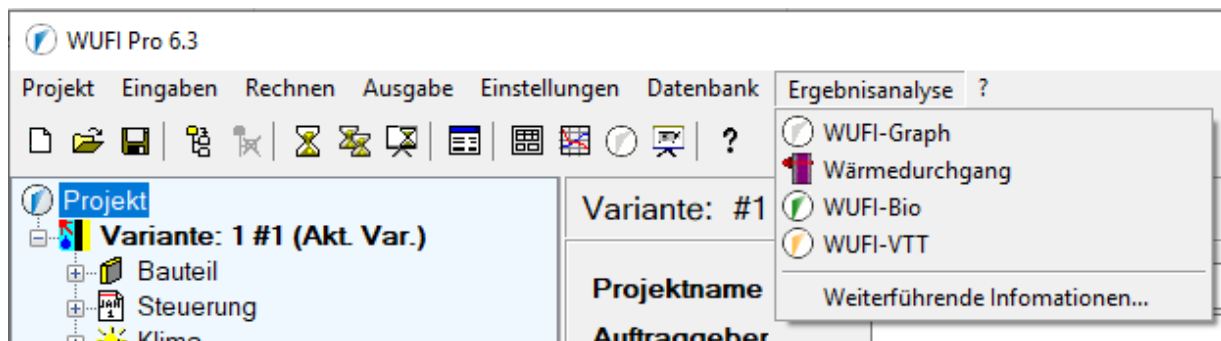 WUFI Pro 6.3
Projekt Eingaben Rechnen Ausgabe Einstellungen Datenbank Ergebnisanalyse ?
WUFI-Graph
Wärmedurchgang
WUFI-Bio
WUFI-VTT
Weiterführende Infomationen...
Projekt
Variante: 1 #1 (Akt. Var.)
Bauteil
Steuerung
Klima
Variante: #1
Projektname
Auftraggeber